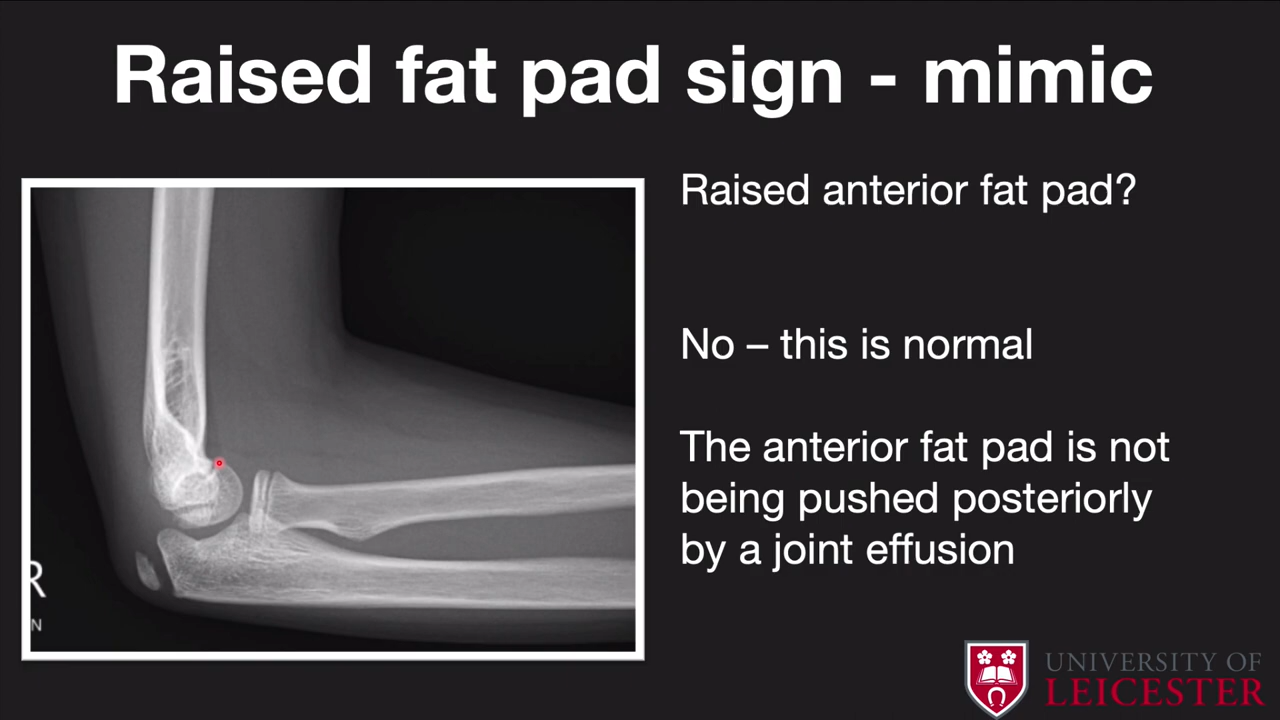 Raised fat pad sign - mimic
Raised anterior fat pad?
No – this is normal
The anterior fat pad is not
being pushed posteriorly
by a joint effusion
R
N
UNIVERSITY OF
LEICESTER